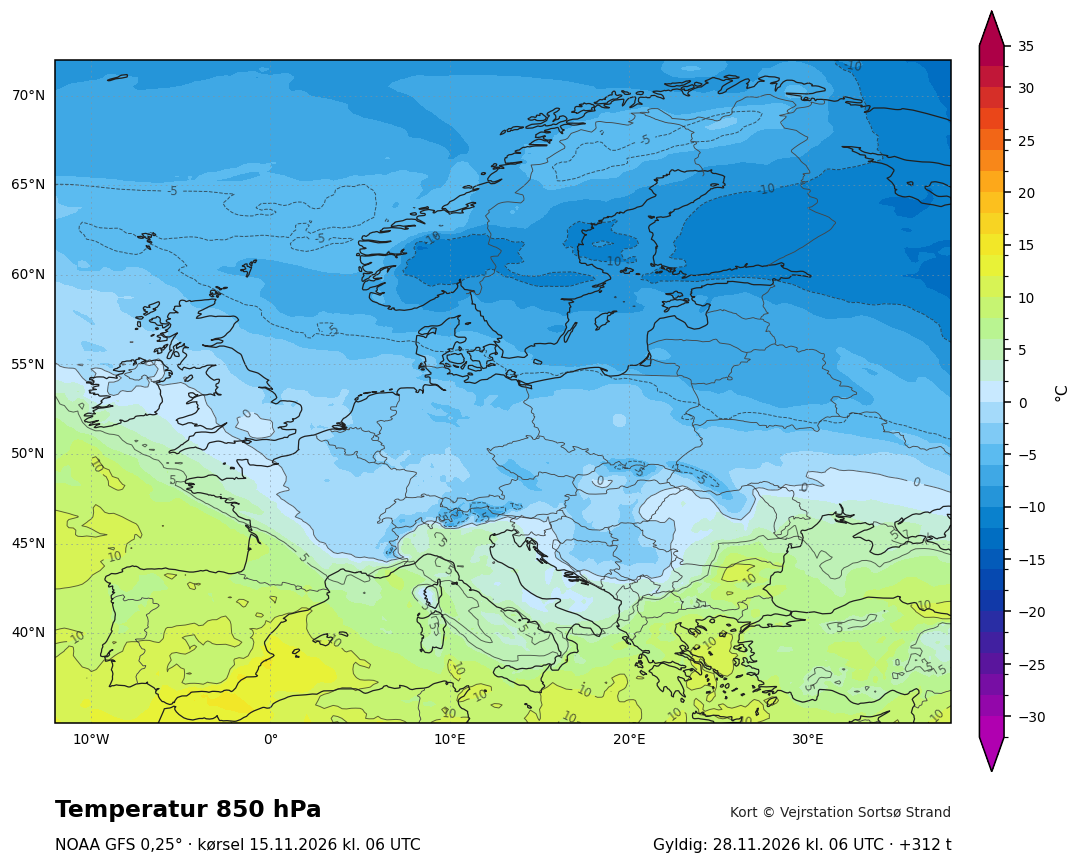 35
30
25
20
15
10
5
0
−5
−10
−15
−20
−25
−30
°C
70°N
65°N
60°N
55°N
50°N
45°N
40°N
10°W 0° 10°E 20°E 30°E
Temperatur 850 hPa
Kort © Vejrstation Sortsø Strand
NOAA GFS 0,25° · kørsel 15.11.2026 kl. 06 UTC
Gyldig: 28.11.2026 kl. 06 UTC · +312 t